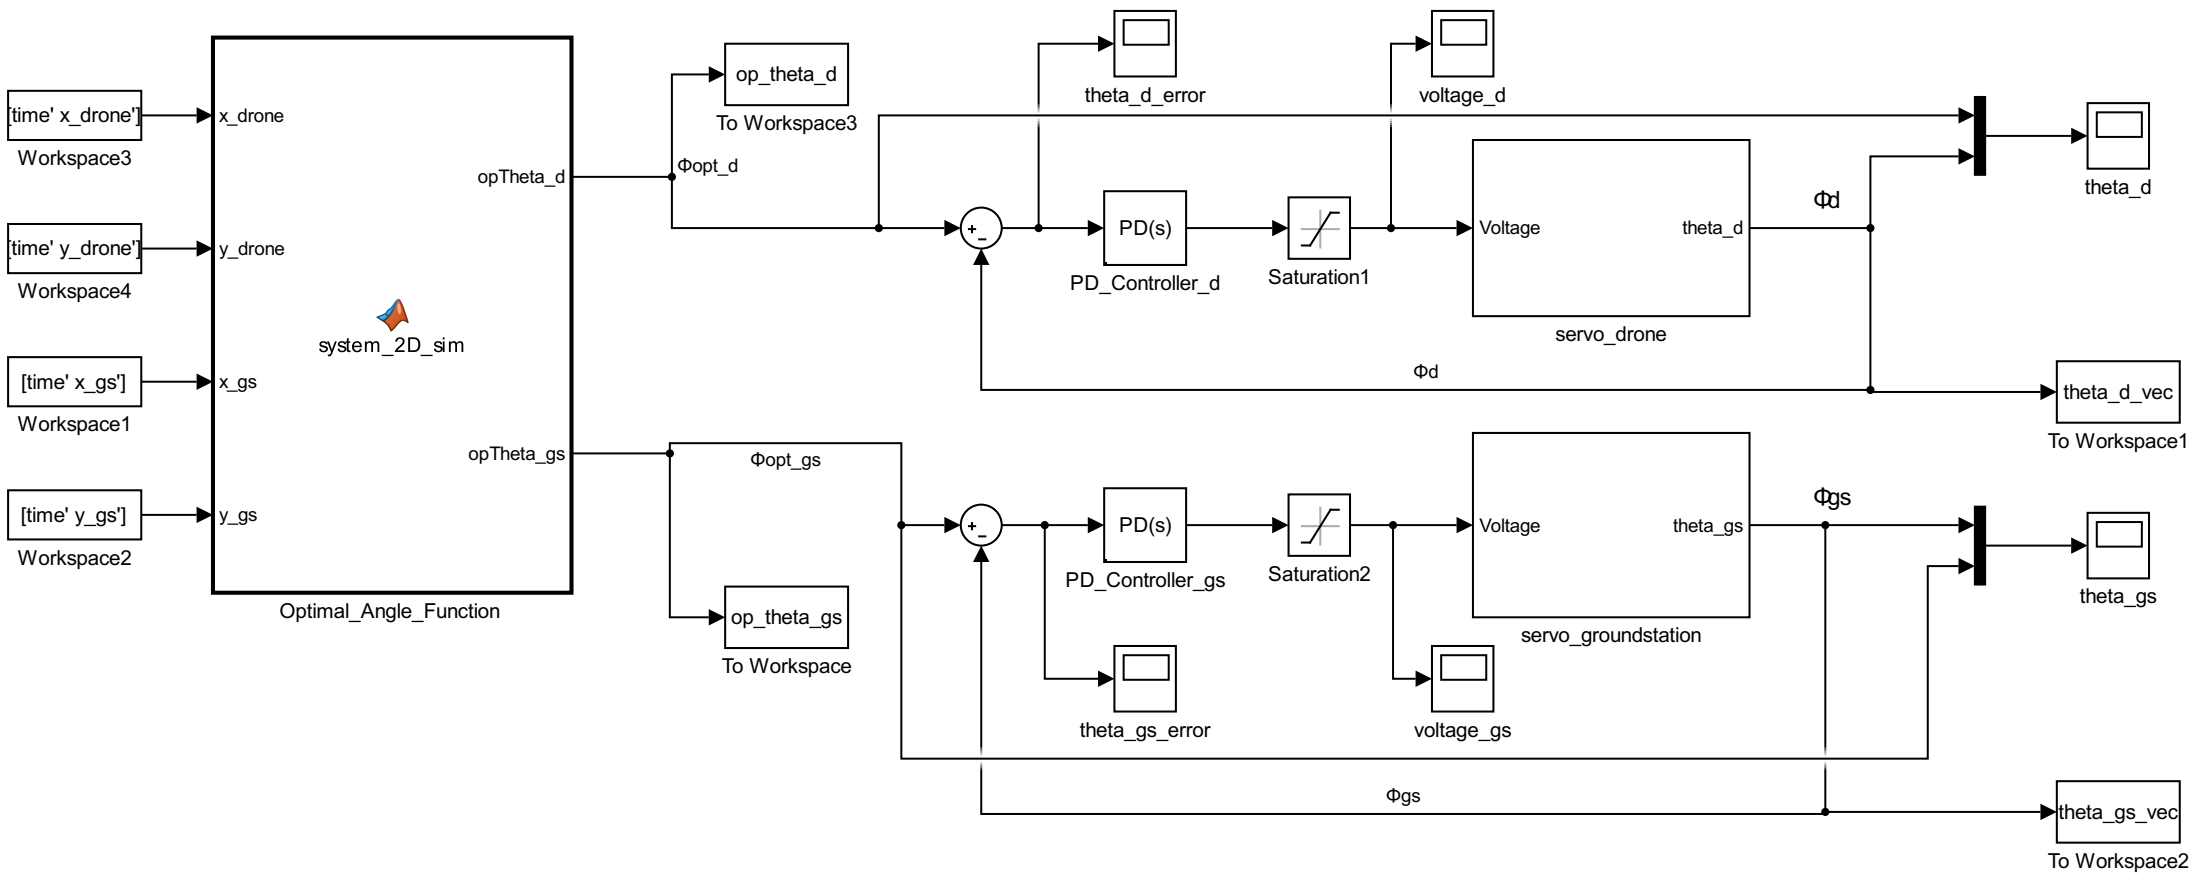 [time' x_drone']
Workspace3
[time' y_drone']
Workspace4
[time' x_gs']
Workspace1
[time' y_gs']
Workspace2
x_drone
y_drone
x_gs
y_gs
system_2D_sim
opTheta_d
opTheta_gs
Optimal_Angle_Function
op_theta_d
To Workspace3
Φopt_d
theta_d_error
voltage_d
+
−
PD(s)
PD_Controller_d
Saturation1
Voltage
theta_d
servo_drone
Φd
theta_d
Φd
theta_d_vec
To Workspace1
Φopt_gs
op_theta_gs
To Workspace
+
−
PD(s)
PD_Controller_gs
Saturation2
Voltage
theta_gs
servo_groundstation
Φgs
theta_gs
theta_gs_error
voltage_gs
Φgs
theta_gs_vec
To Workspace2